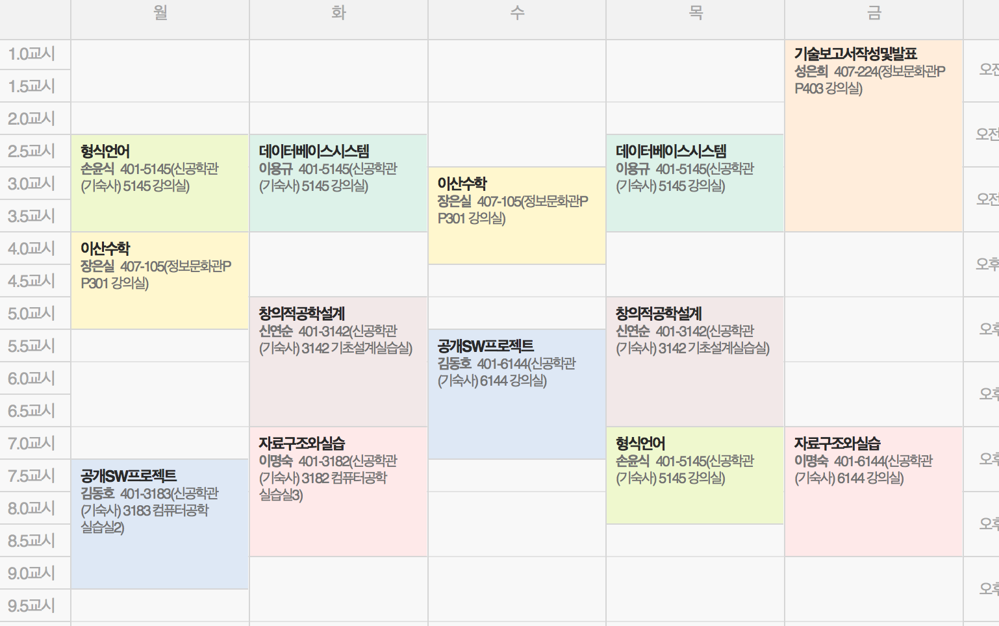 월 화 수 목 금
1.0교시
1.5교시
2.0교시
2.5교시
3.0교시
3.5교시
4.0교시
4.5교시
5.0교시
5.5교시
6.0교시
6.5교시
7.0교시
7.5교시
8.0교시
8.5교시
9.0교시
9.5교시
형식언어
손윤식 401-5145(신공학관
(기숙사) 5145 강의실)
이산수학
장은실 407-105(정보문화관P
P301 강의실)
공개SW프로젝트
김동호 401-3183(신공학관
(기숙사) 3183 컴퓨터공학
실습실2)
데이터베이스시스템
이용규 401-5145(신공학관
(기숙사) 5145 강의실)
창의적공학설계
신연순 401-3142(신공학관
(기숙사) 3142 기초설계실습실)
자료구조와실습
이명숙 401-3182(신공학관
(기숙사) 3182 컴퓨터공학
실습실3)
이산수학
장은실 407-105(정보문화관P
P301 강의실)
공개SW프로젝트
김동호 401-6144(신공학관
(기숙사) 6144 강의실)
데이터베이스시스템
이용규 401-5145(신공학관
(기숙사) 5145 강의실)
창의적공학설계
신연순 401-3142(신공학관
(기숙사) 3142 기초설계실습실)
형식언어
손윤식 401-5145(신공학관
(기숙사) 5145 강의실)
기술보고서작성및발표
성은희 407-224(정보문화관P
P403 강의실)
자료구조와실습
이명숙 401-6144(신공학관
(기숙사) 6144 강의실)
오전
오전
오전
오후
오후
오후
오후
오후
오후